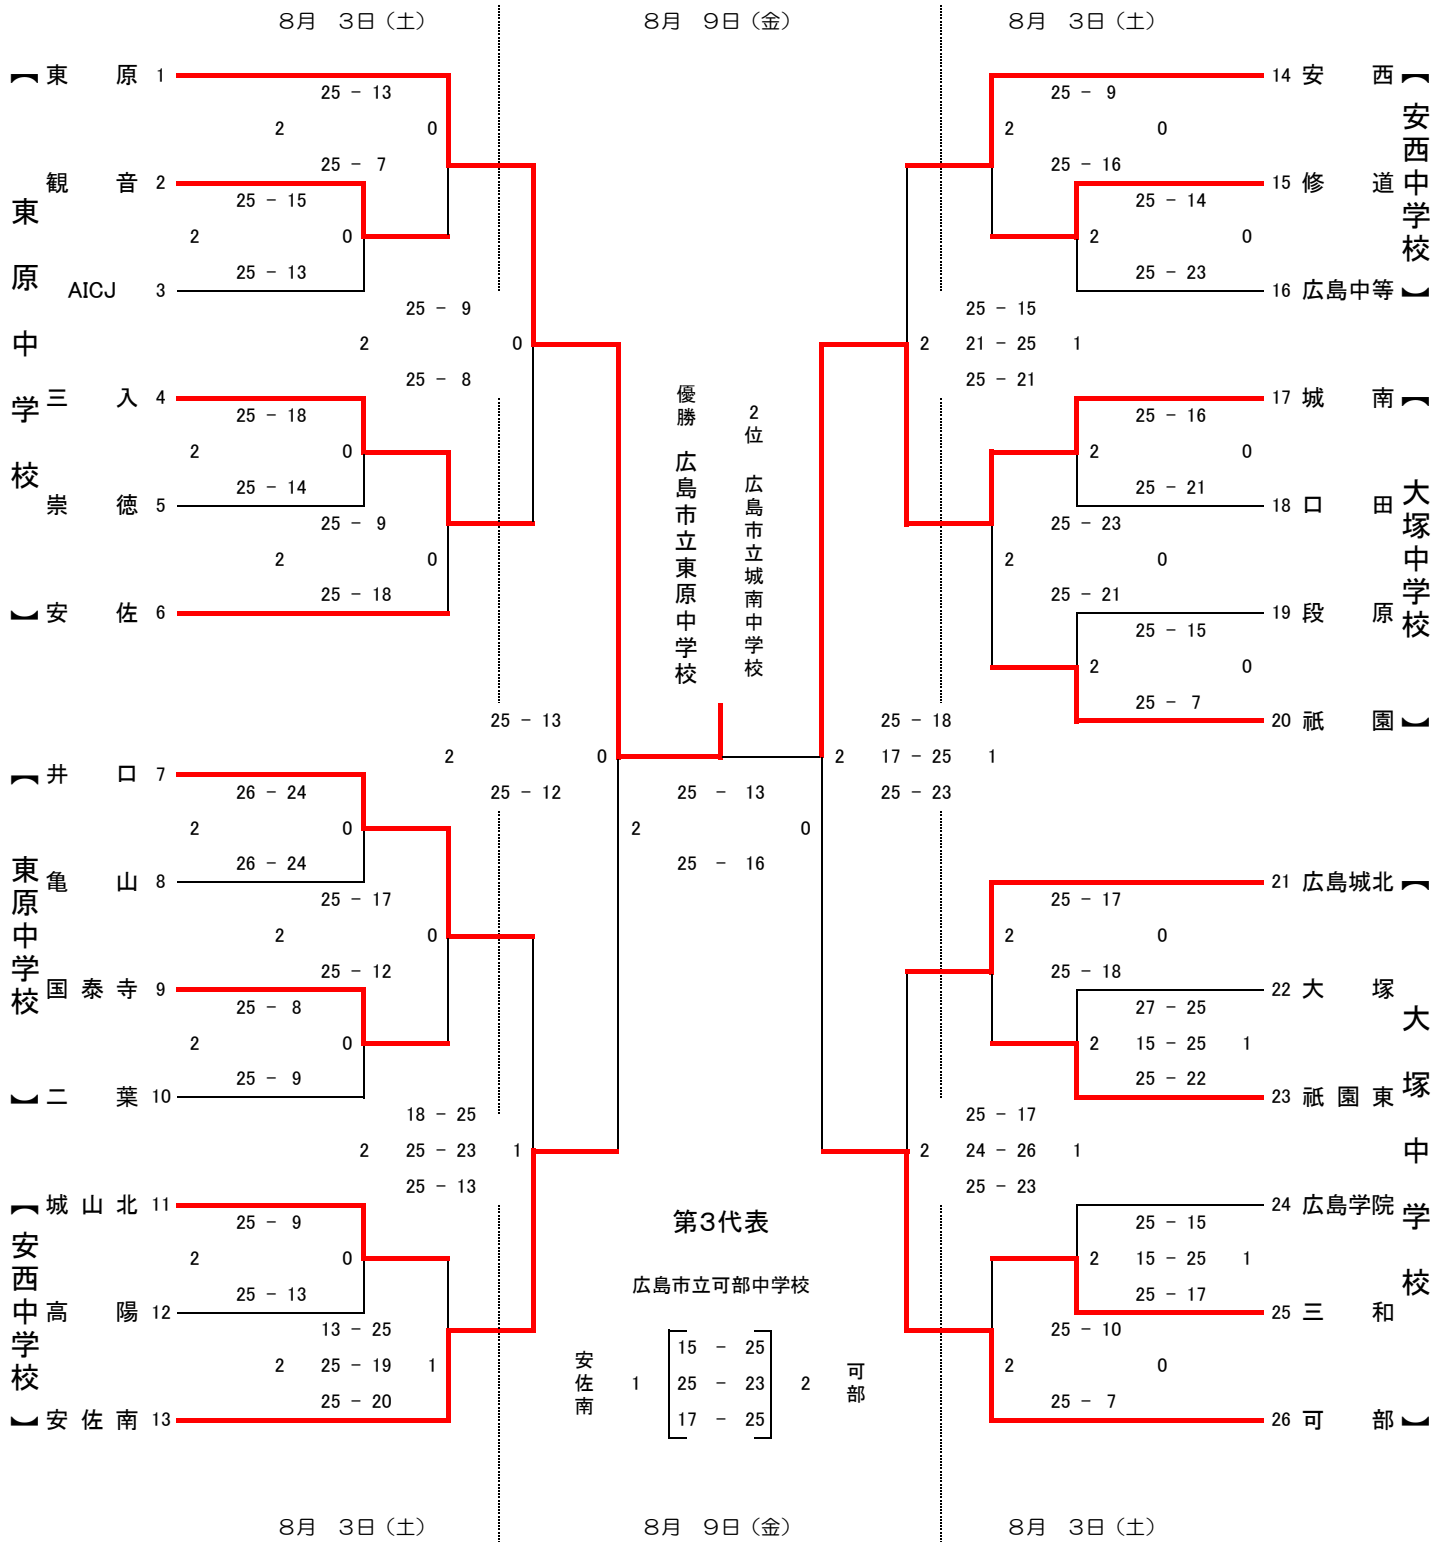 8月　3日（土）
8月　9日（金）
8月　3日（土）
【
東原 1
25 － 13
2 0
25 － 7
観音 2
25 － 15
2 0
25 － 13
AICJ 3
25 － 9
2 0
25 － 8
三入 4
25 － 18
2 0
25 － 14
崇徳 5
25 － 9
2 0
25 － 18
安佐 6
】
東原中学校
25 － 13
2 0
25 － 12
【
井口 7
26 － 24
2 0
26 － 24
亀山 8
25 － 17
2 0
25 － 12
国泰寺 9
25 － 8
2 0
25 － 9
二葉 10
】
東原中学校
18 － 25
2 25 － 23 1
25 － 13
【
城山北 11
25 － 9
2 0
25 － 13
高陽 12
13 － 25
2 25 － 19 1
25 － 20
安佐南 13
】
安西中学校
優勝　広島市立東原中学校
2位　広島市立城南中学校
25 － 13
2 0
25 － 16
第3代表
広島市立可部中学校
15 － 25
安佐南 1 25 － 23 2 可部
17 － 25
14 安西
【
25 － 9
2 0
25 － 16
15 修道
25 － 14
2 0
25 － 23
16 広島中等
】
安西中学校
25 － 15
2 21 － 25 1
25 － 21
17 城南
【
25 － 16
2 0
25 － 21
18 口田
25 － 23
2 0
25 － 21
19 段原
25 － 15
2 0
25 － 7
20 祇園
】
大塚中学校
25 － 18
2 17 － 25 1
25 － 23
21 広島城北
【
25 － 17
2 0
25 － 18
22 大塚
27 － 25
2 15 － 25 1
25 － 22
23 祇園東
25 － 17
2 24 － 26 1
25 － 23
24 広島学院
25 － 15
2 15 － 25 1
25 － 17
25 三和
25 － 10
2 0
25 － 7
26 可部
】
大塚中学校
8月　3日（土）
8月　9日（金）
8月　3日（土）